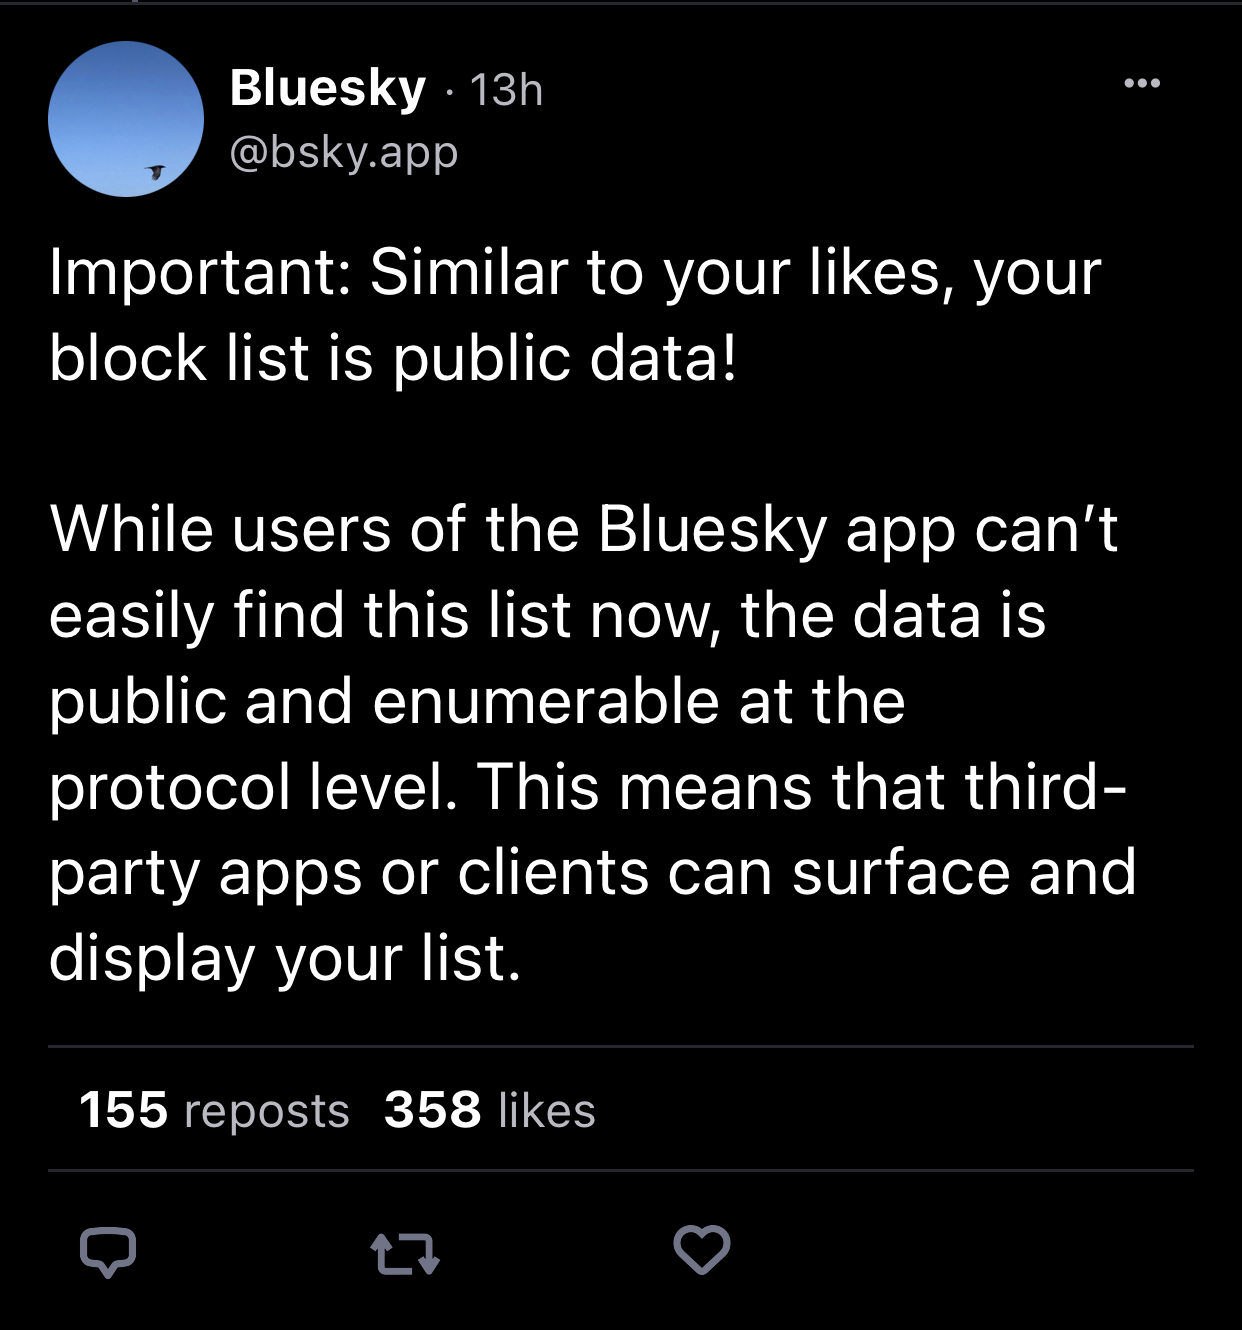 Bluesky · 13h
@bsky.app
Important: Similar to your likes, your
block list is public data!
While users of the Bluesky app can’t
easily find this list now, the data is
public and enumerable at the
protocol level. This means that third-
party apps or clients can surface and
display your list.
155 reposts 358 likes